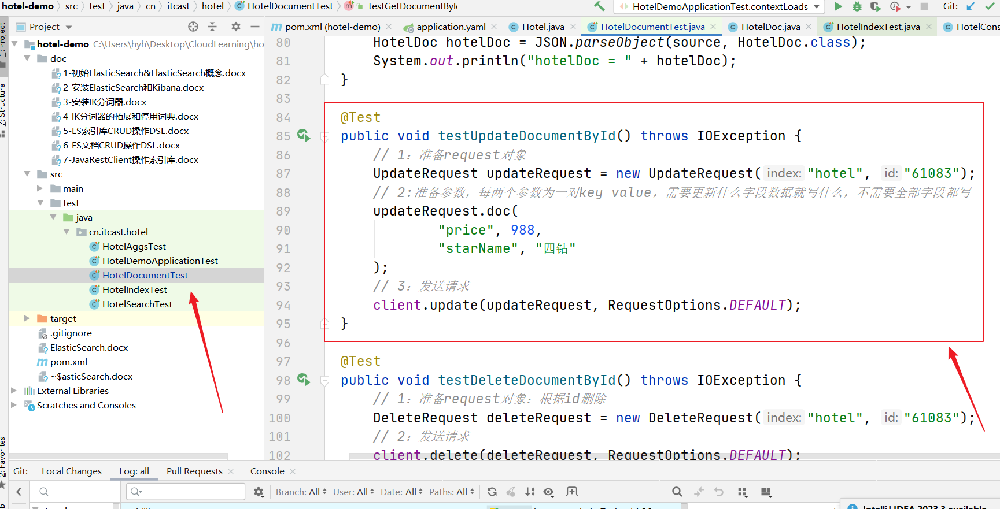 hotel-demo > src > test > java > cn > itcast > hotel > HotelDocumentTest > testGetDocumentById
HotelDemoApplicationTest.contextLoads
Git:
Project
pom.xml (hotel-demo)
application.yaml
Hotel.java
HotelDocumentTest.java
HotelDoc.java
HotelIndexTest.java
HotelCons
1: Project
7: Structure
2: Favorites
hotel-demo C:\Users\hyh\Desktop\CloudLearning\ho
doc
1-初始ElasticSearch&ElasticSearch概念.docx
2-安装ElasticSearch和Kibana.docx
3-安装IK分词器.docx
4-IK分词器的拓展和停用词典.docx
5-ES索引库CRUD操作DSL.docx
6-ES文档CRUD操作DSL.docx
7-JavaRestClient操作索引库.docx
src
main
test
java
cn.itcast.hotel
HotelAggsTest
HotelDemoApplicationTest
HotelDocumentTest
HotelIndexTest
HotelSearchTest
target
.gitignore
ElasticSearch.docx
pom.xml
~$asticSearch.docx
External Libraries
Scratches and Consoles
80 HotelDoc hotelDoc = JSON.parseObject(source, HotelDoc.class);
81 System.out.println("hotelDoc = " + hotelDoc);
82 }
83
84 @Test
85 public void testUpdateDocumentById() throws IOException {
86 // 1：准备request对象
87 UpdateRequest updateRequest = new UpdateRequest( index: "hotel", id: "61083");
88 // 2:准备参数，每两个参数为一对key value，需要更新什么字段数据就写什么，不需要全部字段都写
89 updateRequest.doc(
90 "price", 988,
91 "starName", "四钻"
92 );
93 // 3：发送请求
94 client.update(updateRequest, RequestOptions.DEFAULT);
95 }
96
97 @Test
98 public void testDeleteDocumentById() throws IOException {
99 // 1：准备request对象：根据id删除
100 DeleteRequest deleteRequest = new DeleteRequest( index: "hotel", id: "61083");
101 // 2：发送请求
102 client.delete(deleteRequest, RequestOptions.DEFAULT);
Git: Local Changes Log: all Pull Requests Console
Branch: All User: All Date: All Paths: All
IntelliJ IDEA 2023.3 available